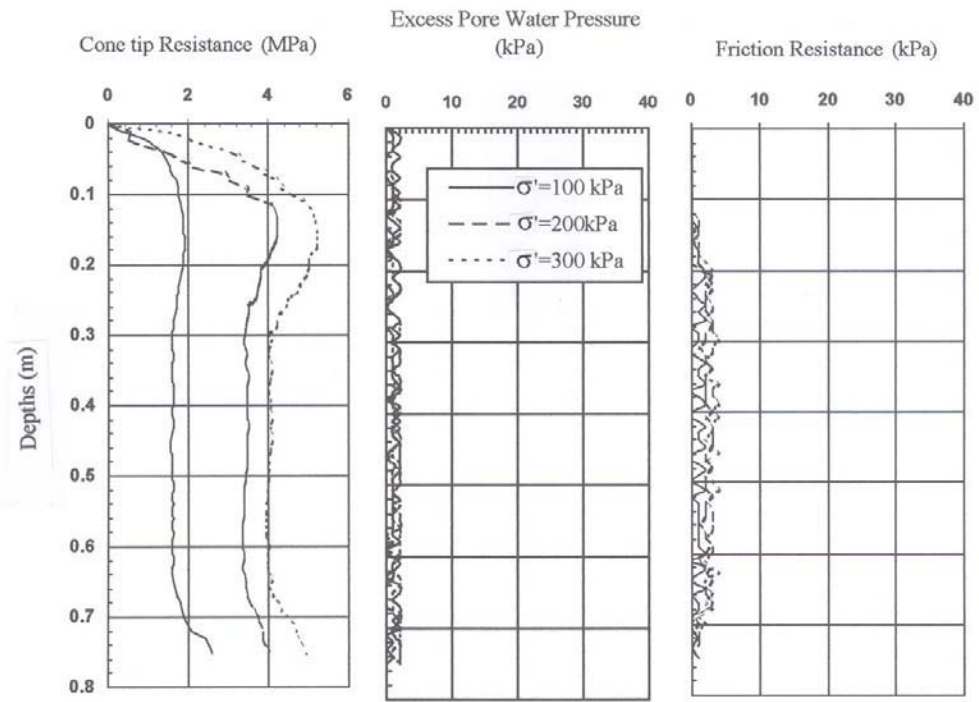 Cone tip Resistance (MPa)
0 2 4 6
Depths (m)
0
0.1
0.2
0.3
0.4
0.5
0.6
0.7
0.8
Excess Pore Water Pressure
(kPa)
0 10 20 30 40
σ'=100 kPa
σ'=200kPa
σ'=300 kPa
Friction Resistance (kPa)
0 10 20 30 40